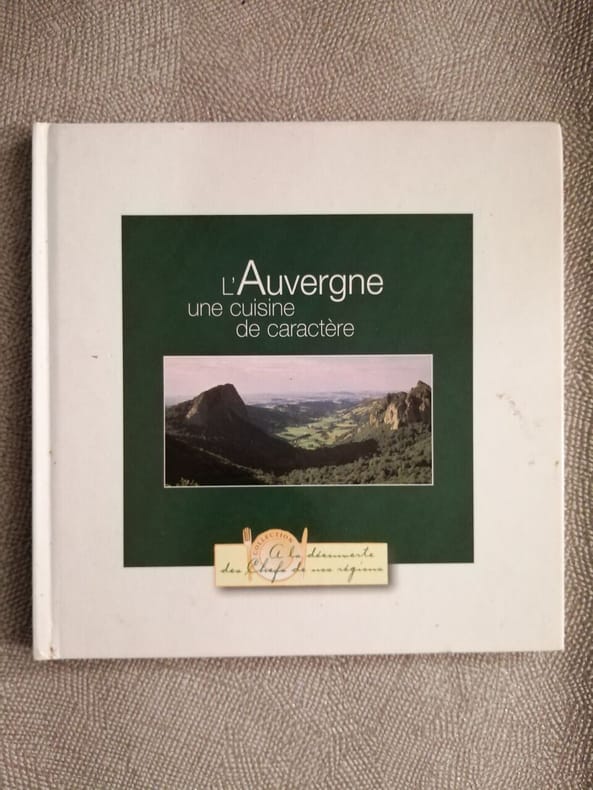 L'Auvergne
une cuisine
de caractère
COLLECTION
A la découverte
des Chefs de nos régions